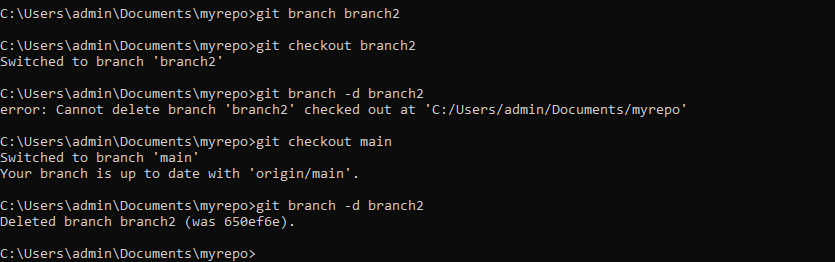 C:\Users\admin\Documents\myrepo>git branch branch2
C:\Users\admin\Documents\myrepo>git checkout branch2
Switched to branch 'branch2'
C:\Users\admin\Documents\myrepo>git branch -d branch2
error: Cannot delete branch 'branch2' checked out at 'C:/Users/admin/Documents/myrepo'
C:\Users\admin\Documents\myrepo>git checkout main
Switched to branch 'main'
Your branch is up to date with 'origin/main'.
C:\Users\admin\Documents\myrepo>git branch -d branch2
Deleted branch branch2 (was 650ef6e).
C:\Users\admin\Documents\myrepo>